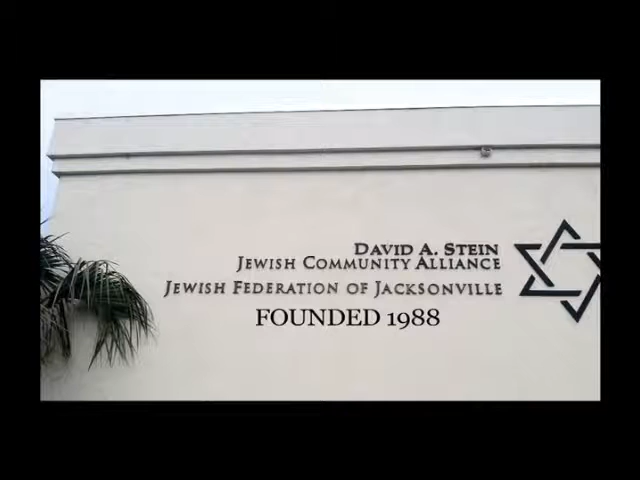 DAVID A. STEIN
JEWISH COMMUNITY ALLIANCE
JEWISH FEDERATION OF JACKSONVILLE
FOUNDED 1988